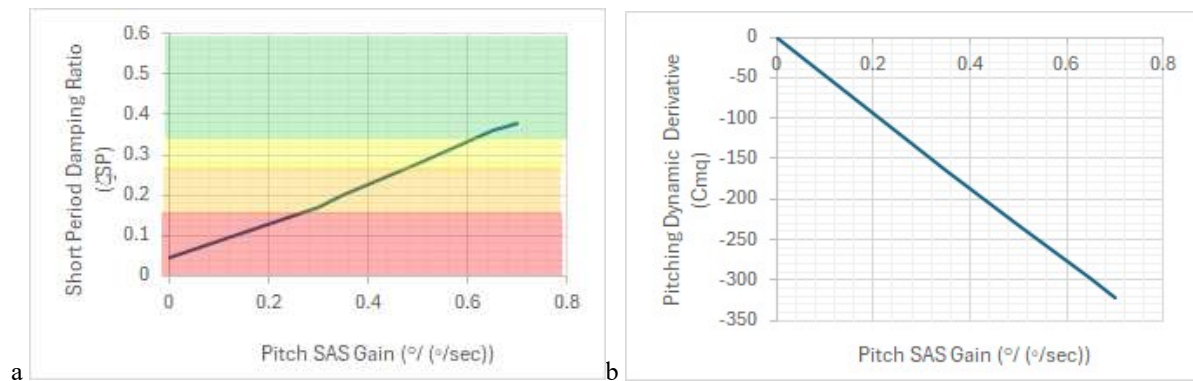 0.6
0.5
0.4
0.3
0.2
0.1
0
0 0.2 0.4 0.6 0.8
Short Period Damping Ratio
(ζSP)
Pitch SAS Gain (°/ (°/sec))
a
0
-50
-100
-150
-200
-250
-300
-350
0 0.2 0.4 0.6 0.8
Pitching Dynamic Derivative
(Cmq)
Pitch SAS Gain (°/ (°/sec))
b